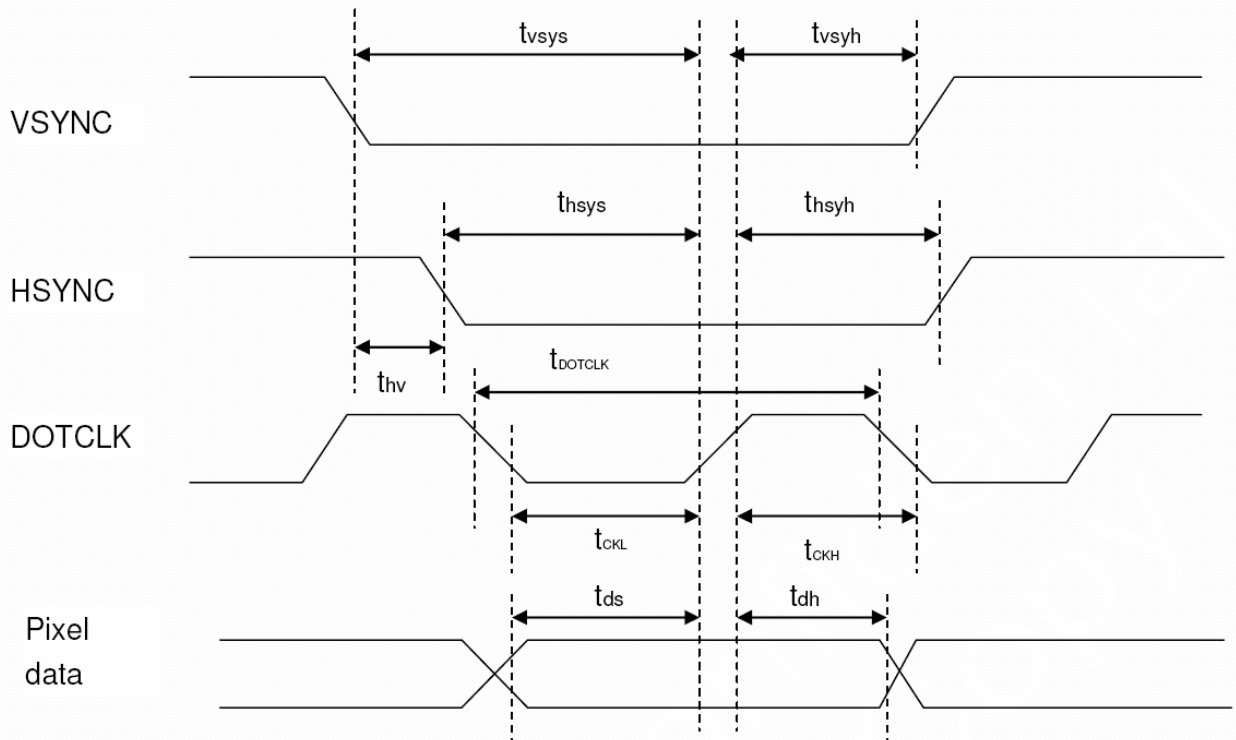 tvsys
tvsyh
VSYNC
thsys
thsyh
HSYNC
thv
tDOTCLK
DOTCLK
tCKL
tCKH
tds
tdh
Pixel
data